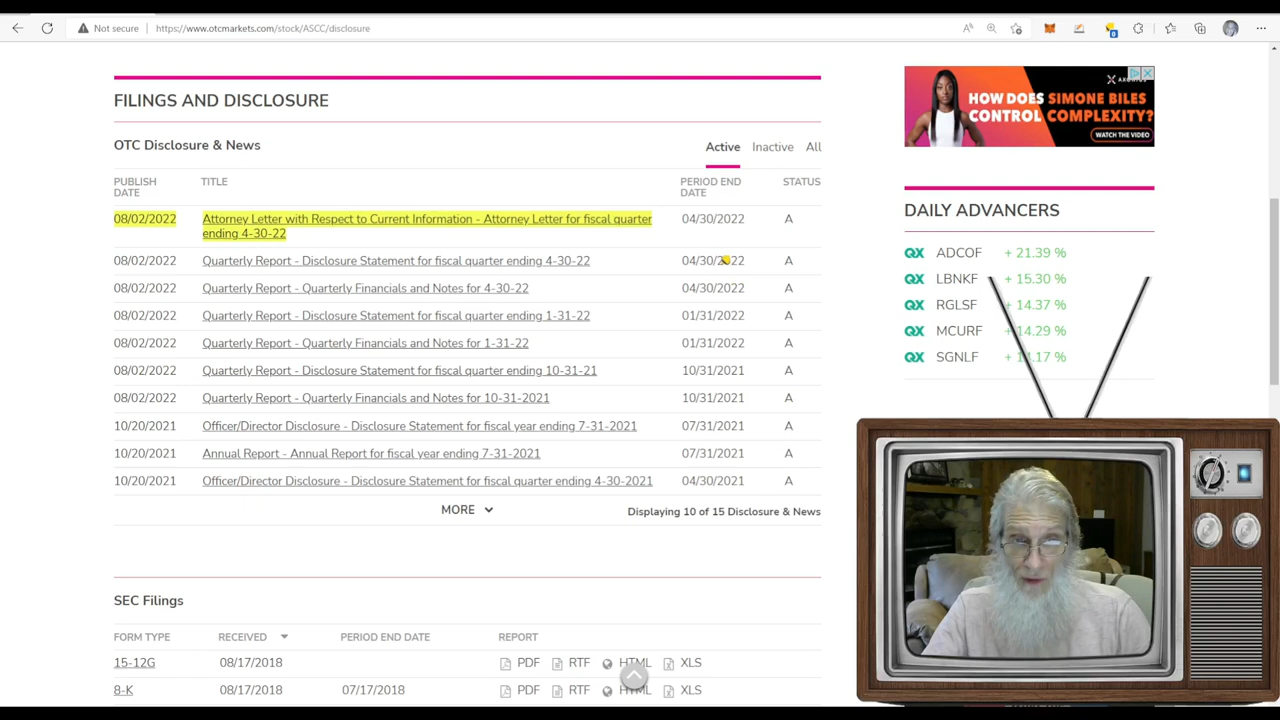 Not secure
https://www.otcmarkets.com/stock/ASCC/disclosure
0
FILINGS AND DISCLOSURE
OTC Disclosure & News
Active Inactive All
PUBLISH DATE TITLE PERIOD END DATE STATUS
08/02/2022 Attorney Letter with Respect to Current Information - Attorney Letter for fiscal quarter 04/30/2022 A
ending 4-30-22
08/02/2022 Quarterly Report - Disclosure Statement for fiscal quarter ending 4-30-22 04/30/2022 A
08/02/2022 Quarterly Report - Quarterly Financials and Notes for 4-30-22 04/30/2022 A
08/02/2022 Quarterly Report - Disclosure Statement for fiscal quarter ending 1-31-22 01/31/2022 A
08/02/2022 Quarterly Report - Quarterly Financials and Notes for 1-31-22 01/31/2022 A
08/02/2022 Quarterly Report - Disclosure Statement for fiscal quarter ending 10-31-21 10/31/2021 A
08/02/2022 Quarterly Report - Quarterly Financials and Notes for 10-31-2021 10/31/2021 A
10/20/2021 Officer/Director Disclosure - Disclosure Statement for fiscal year ending 7-31-2021 07/31/2021 A
10/20/2021 Annual Report - Annual Report for fiscal year ending 7-31-2021 07/31/2021 A
10/20/2021 Officer/Director Disclosure - Disclosure Statement for fiscal quarter ending 4-30-2021 04/30/2021 A
MORE
Displaying 10 of 15 Disclosure & News
SEC Filings
FORM TYPE RECEIVED PERIOD END DATE REPORT
15-12G 08/17/2018 PDF RTF HTML XLS
8-K 08/17/2018 07/17/2018 PDF RTF HTML XLS
HOW DOES SIMONE BILES
CONTROL COMPLEXITY?
WATCH THE VIDEO
DAILY ADVANCERS
QX ADCOF + 21.39 %
QX LBNKF + 15.30 %
QX RGLSF + 14.37 %
QX MCURF + 14.29 %
QX SGNLF